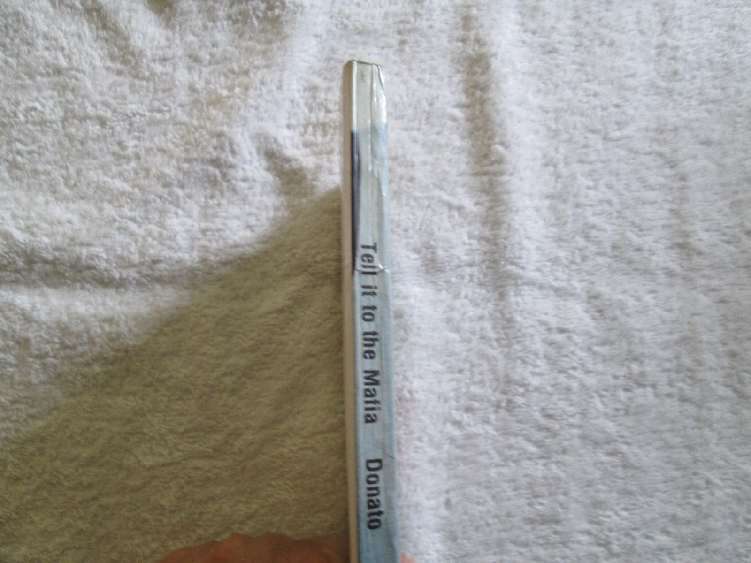 Tell it to the Mafia Donato